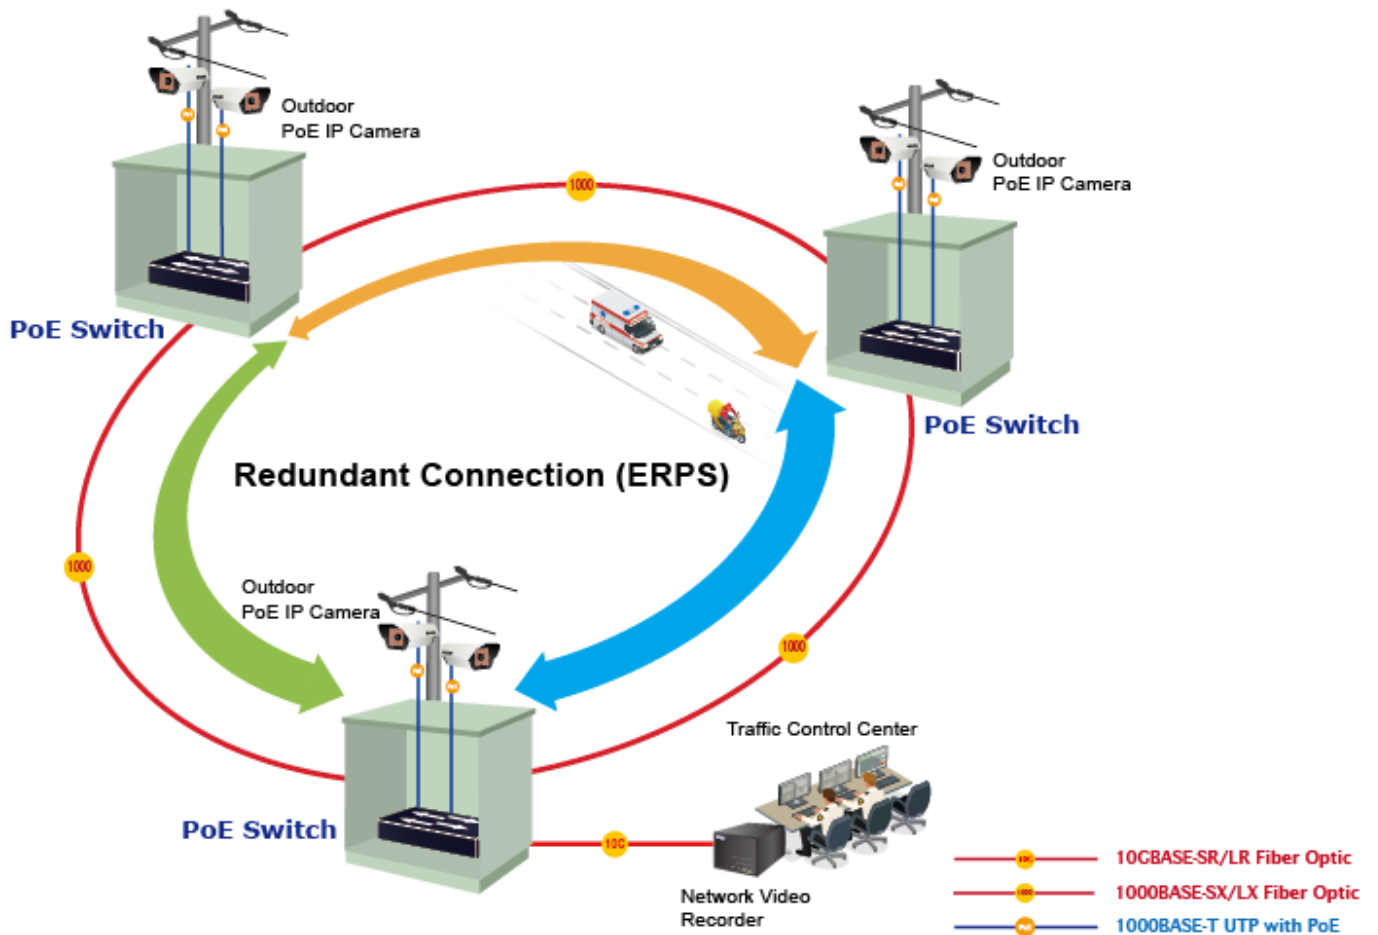 Outdoor
PoE IP Camera
1000
Outdoor
PoE IP Camera
PoE Switch
PoE Switch
Redundant Connection (ERPS)
1000
Outdoor
PoE IP Camera
1000
Traffic Control Center
PoE Switch
10G
Network Video
Recorder
10GBASE-SR/LR Fiber Optic
1000
1000BASE-SX/LX Fiber Optic
PoE
1000BASE-T UTP with PoE